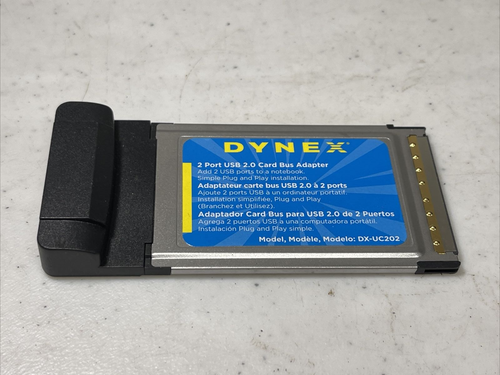 DYNEX
2 Port USB 2.0 Card Bus Adapter
Add 2 USB ports to a notebook.
Simple Plug and Play installation.
Adaptateur carte bus USB 2.0 à 2 ports
Ajoute 2 ports USB à un ordinateur portatif.
Installation simplifiée, Plug and Play
(Branchez et Utilisez).
Adaptador Card Bus para USB 2.0 de 2 Puertos
Agrega 2 puertos USB a una computadora portátil.
Instalación Plug and Play simple.
Model, Modèle, Modelo: DX-UC202